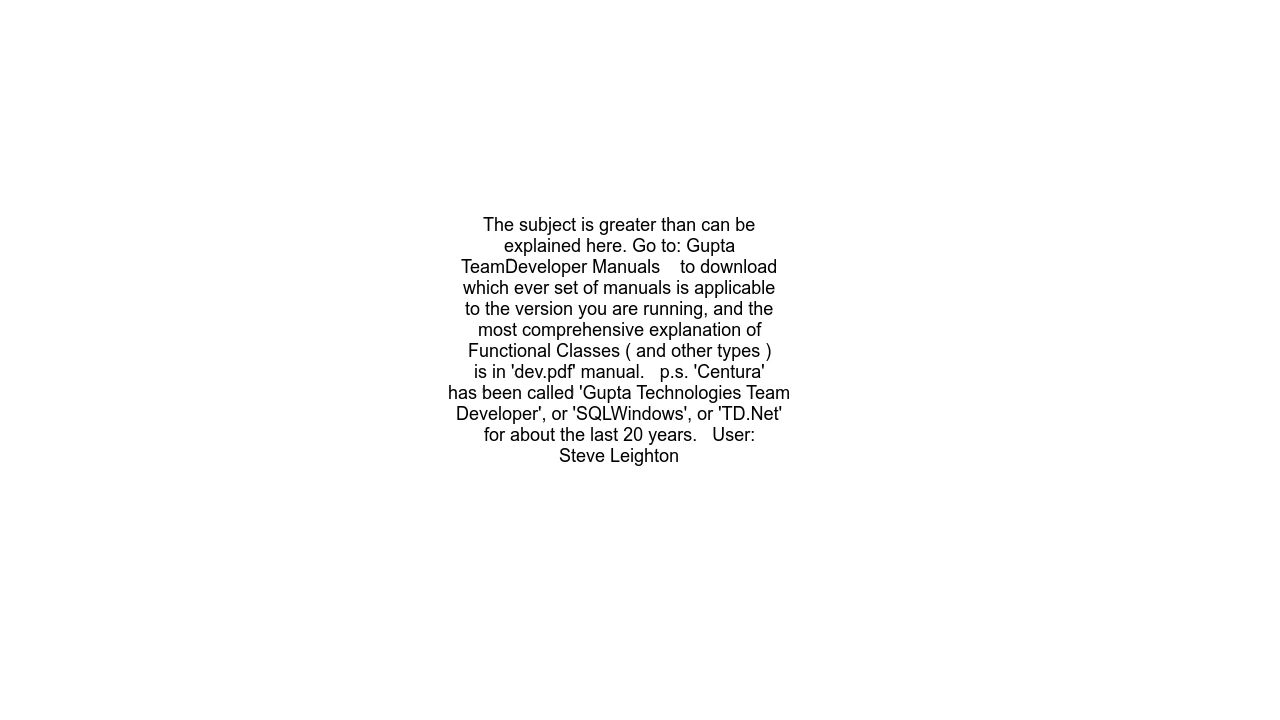 The subject is greater than can be
explained here. Go to: Gupta
TeamDeveloper Manuals    to download
which ever set of manuals is applicable
to the version you are running, and the
most comprehensive explanation of
Functional Classes ( and other types )
is in 'dev.pdf' manual.   p.s. 'Centura'
has been called 'Gupta Technologies Team
Developer', or 'SQLWindows', or 'TD.Net'
for about the last 20 years.   User:
Steve Leighton